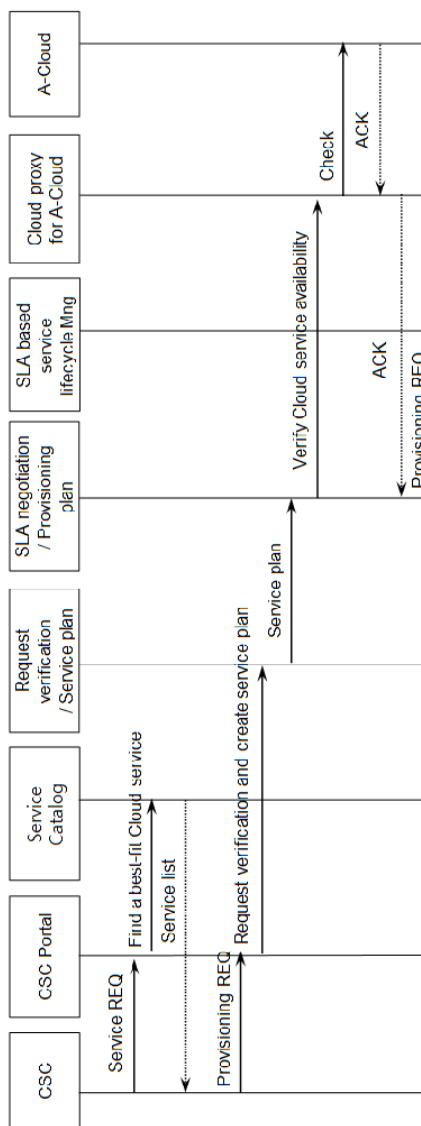 CSC
CSC Portal
Service
Catalog
Request
verification
/ Service plan
SLA negotiation
/ Provisioning
plan
SLA based
service
lifecycle Mng
Cloud proxy
for A-Cloud
A-Cloud
Service REQ
Find a best-fit Cloud service
Service list
Provisioning REQ
Request verification and create service plan
Service plan
Verify Cloud service availability
Check
ACK
ACK
Provisioning REQ